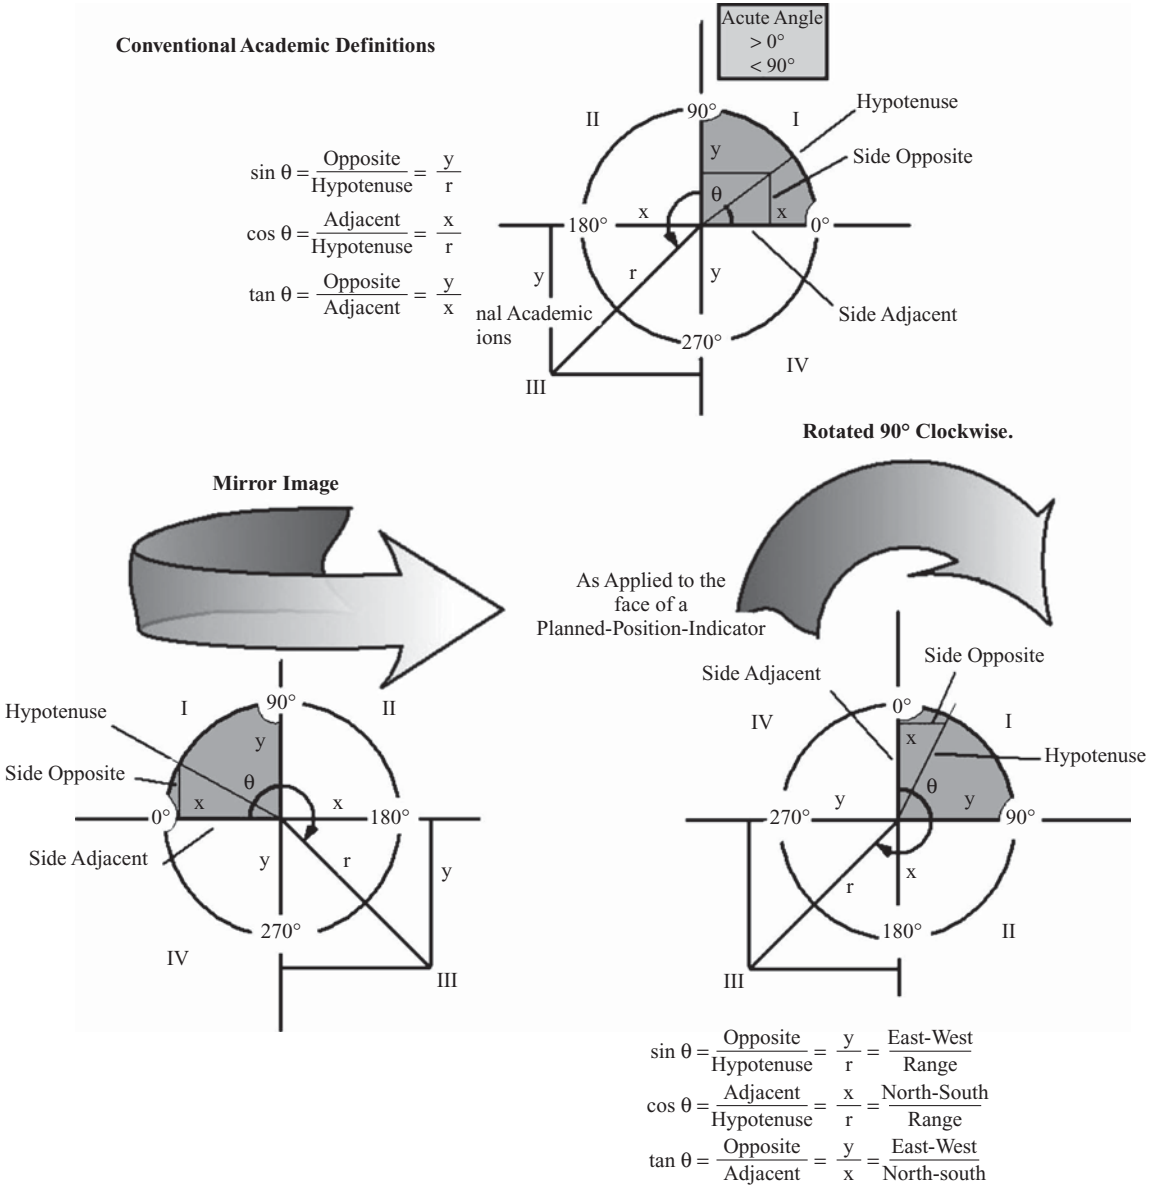 Acute Angle
> 0°
< 90°
Conventional Academic Definitions
sin θ = Opposite / Hypotenuse = y / r
cos θ = Adjacent / Hypotenuse = x / r
tan θ = Opposite / Adjacent = y / x
II
90°
I
Hypotenuse
y
Side Opposite
θ
x
x
180°
0°
y
r
y
nal Academic
ions
Side Adjacent
270°
IV
III
Rotated 90° Clockwise.
Mirror Image
As Applied to the
face of a
Planned-Position-Indicator
I
90°
II
Hypotenuse
y
Side Opposite
θ
x
x
0°
180°
Side Adjacent
y
r
y
270°
IV
III
Side Adjacent
Side Opposite
0°
IV
I
x
Hypotenuse
θ
y
y
270°
90°
r
x
180°
II
III
sin θ = Opposite / Hypotenuse = y / r = East-West / Range
cos θ = Adjacent / Hypotenuse = x / r = North-South / Range
tan θ = Opposite / Adjacent = y / x = East-West / North-south